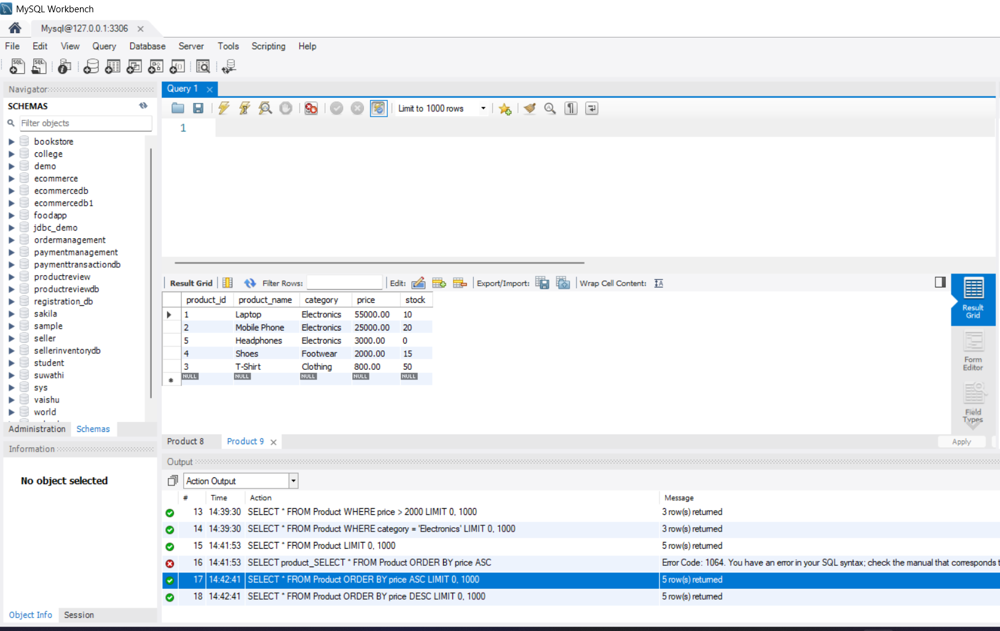 MySQL Workbench
Mysql@127.0.0.1:3306
File Edit View Query Database Server Tools Scripting Help
Navigator
SCHEMAS
Filter objects
bookstore
college
demo
ecommerce
ecommercedb
ecommercedb1
foodapp
jdbc_demo
ordermanagement
paymentmanagement
paymenttransactiondb
productreview
productreviewdb
registration_db
sakila
sample
seller
sellerinventorydb
student
suwathi
sys
vaishu
world
Administration Schemas
Information
No object selected
Object Info Session
Query 1
Limit to 1000 rows
1
Result Grid Filter Rows: Edit: Export/Import: Wrap Cell Content:
product_id product_name category price stock
1 Laptop Electronics 55000.00 10
2 Mobile Phone Electronics 25000.00 20
5 Headphones Electronics 3000.00 0
4 Shoes Footwear 2000.00 15
3 T-Shirt Clothing 800.00 50
NULL NULL NULL NULL NULL
Result
Grid
Form
Editor
Field
Types
Product 8 Product 9
Apply
Output
Action Output
# Time Action Message
13 14:39:30 SELECT * FROM Product WHERE price > 2000 LIMIT 0, 1000 3 row(s) returned
14 14:39:30 SELECT * FROM Product WHERE category = 'Electronics' LIMIT 0, 1000 3 row(s) returned
15 14:41:53 SELECT * FROM Product LIMIT 0, 1000 5 row(s) returned
16 14:41:53 SELECT product_SELECT * FROM Product ORDER BY price ASC Error Code: 1064. You have an error in your SQL syntax; check the manual that corresponds t
17 14:42:41 SELECT * FROM Product ORDER BY price ASC LIMIT 0, 1000 5 row(s) returned
18 14:42:41 SELECT * FROM Product ORDER BY price DESC LIMIT 0, 1000 5 row(s) returned